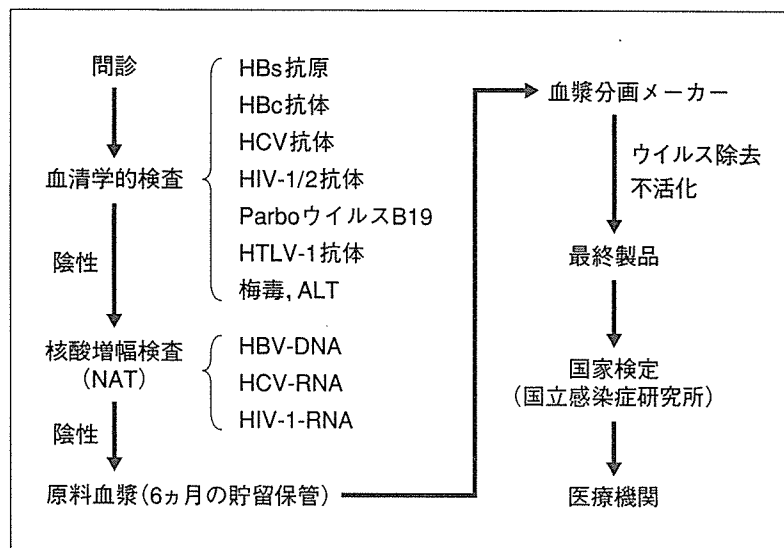 問診
血清学的検査
HBs抗原
HBc抗体
HCV抗体
HIV-1/2抗体
ParboウイルスB19
HTLV-1抗体
梅毒, ALT
陰性
核酸増幅検査
(NAT)
HBV-DNA
HCV-RNA
HIV-1-RNA
陰性
原料血漿(6ヵ月の貯留保管)
血漿分画メーカー
ウイルス除去
不活化
最終製品
国家検定
(国立感染症研究所)
医療機関